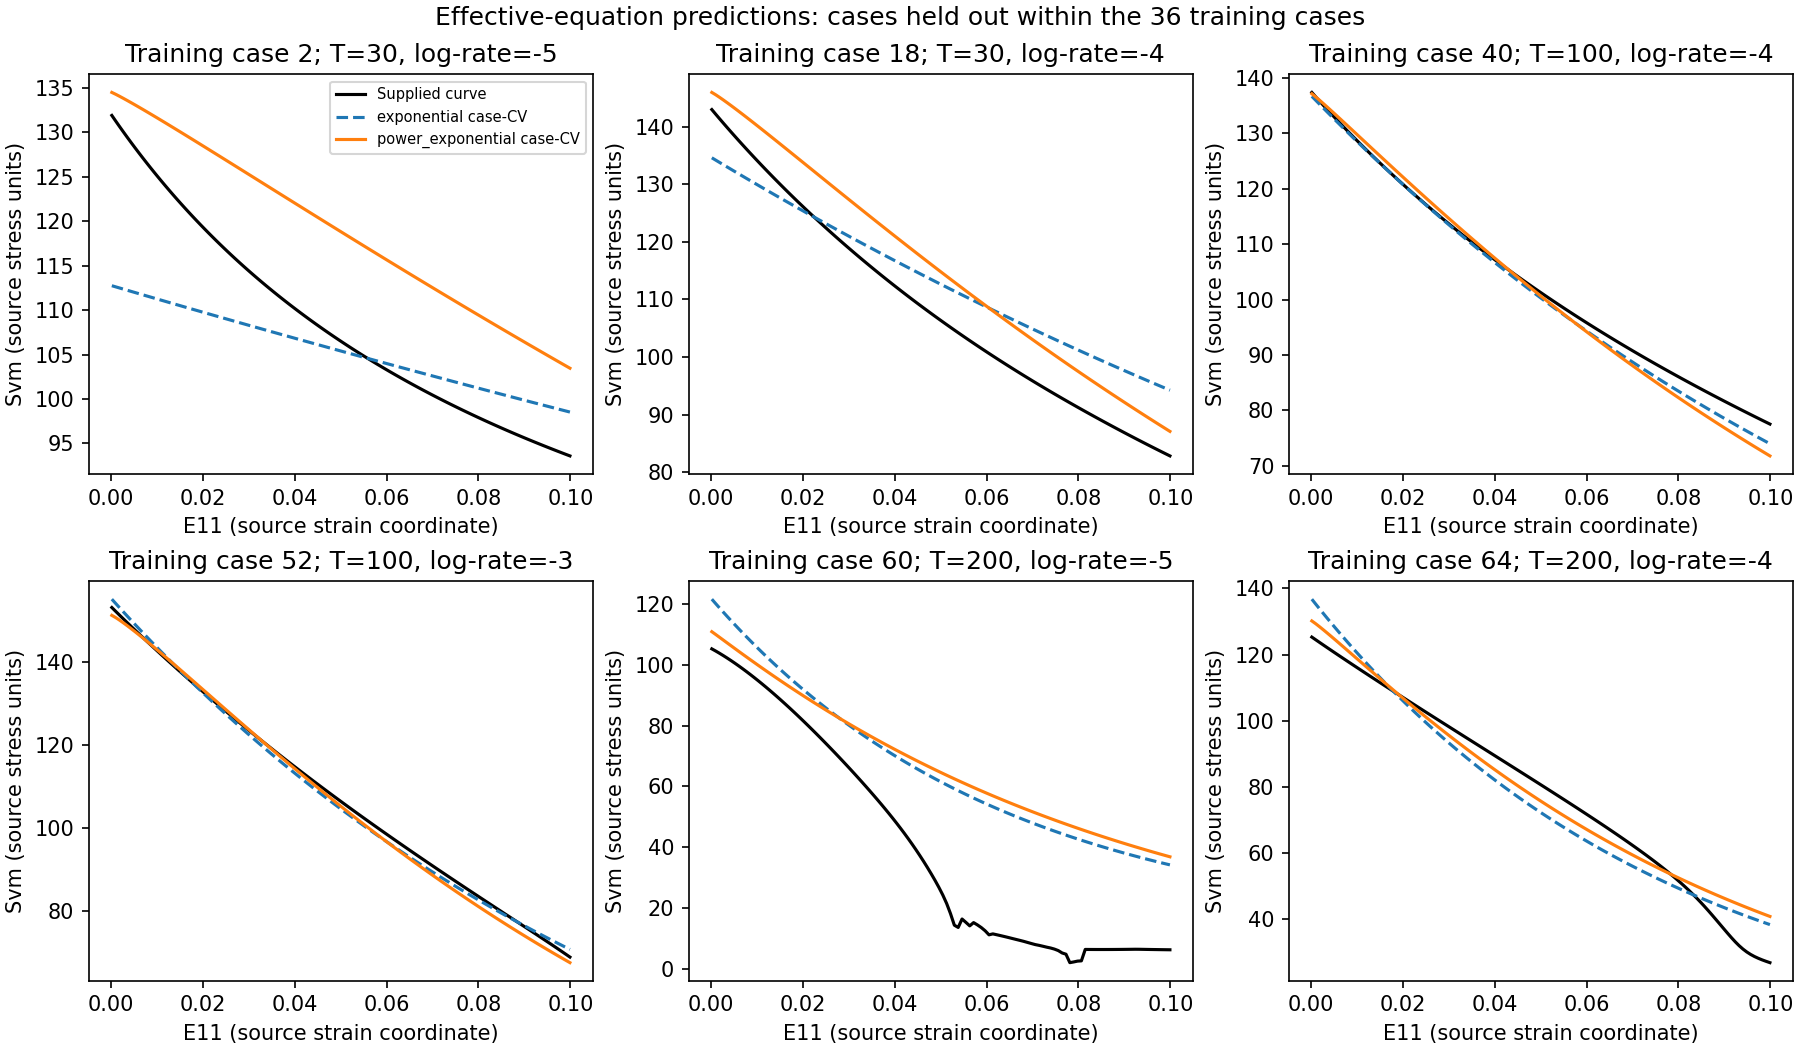 Effective-equation predictions: cases held out within the 36 training cases
Training case 2; T=30, log-rate=-5
Svm (source stress units)
135
130
125
120
115
110
105
100
95
Supplied curve
exponential case-CV
power_exponential case-CV
0.00 0.02 0.04 0.06 0.08 0.10
E11 (source strain coordinate)
Training case 18; T=30, log-rate=-4
Svm (source stress units)
140
130
120
110
100
90
80
0.00 0.02 0.04 0.06 0.08 0.10
E11 (source strain coordinate)
Training case 40; T=100, log-rate=-4
Svm (source stress units)
140
130
120
110
100
90
80
70
0.00 0.02 0.04 0.06 0.08 0.10
E11 (source strain coordinate)
Training case 52; T=100, log-rate=-3
Svm (source stress units)
140
120
100
80
0.00 0.02 0.04 0.06 0.08 0.10
E11 (source strain coordinate)
Training case 60; T=200, log-rate=-5
Svm (source stress units)
120
100
80
60
40
20
0
0.00 0.02 0.04 0.06 0.08 0.10
E11 (source strain coordinate)
Training case 64; T=200, log-rate=-4
Svm (source stress units)
140
120
100
80
60
40
0.00 0.02 0.04 0.06 0.08 0.10
E11 (source strain coordinate)